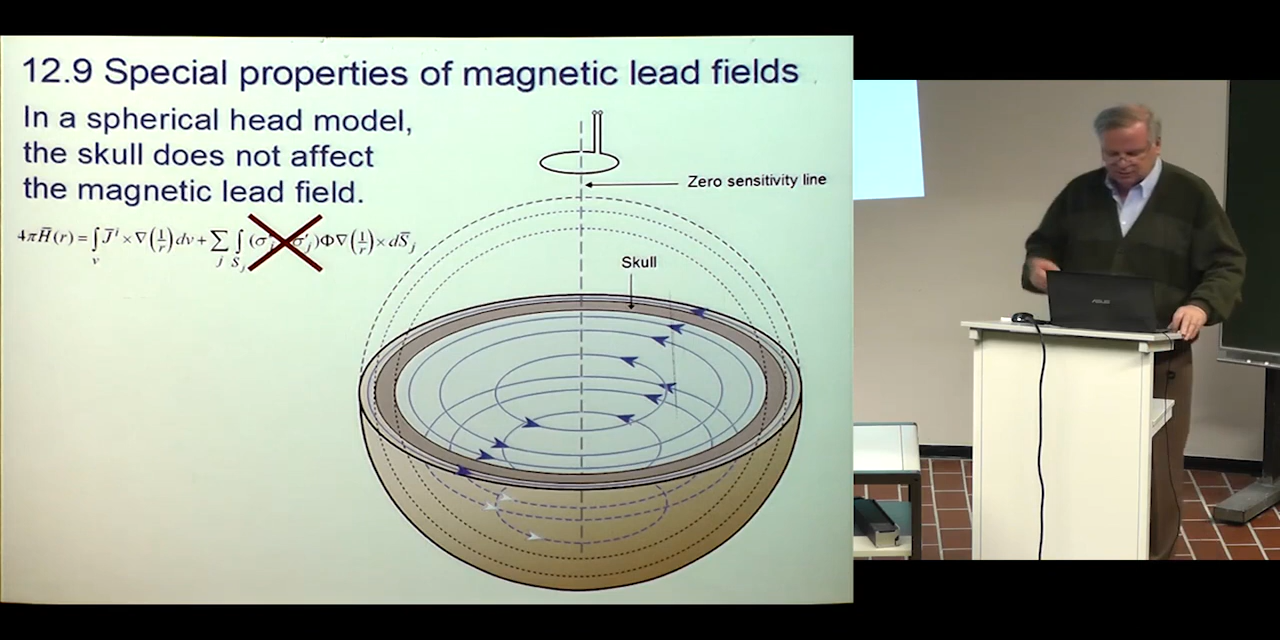 12.9 Special properties of magnetic lead fields
In a spherical head model,
the skull does not affect
the magnetic lead field.
Zero sensitivity line
Skull
ASUS